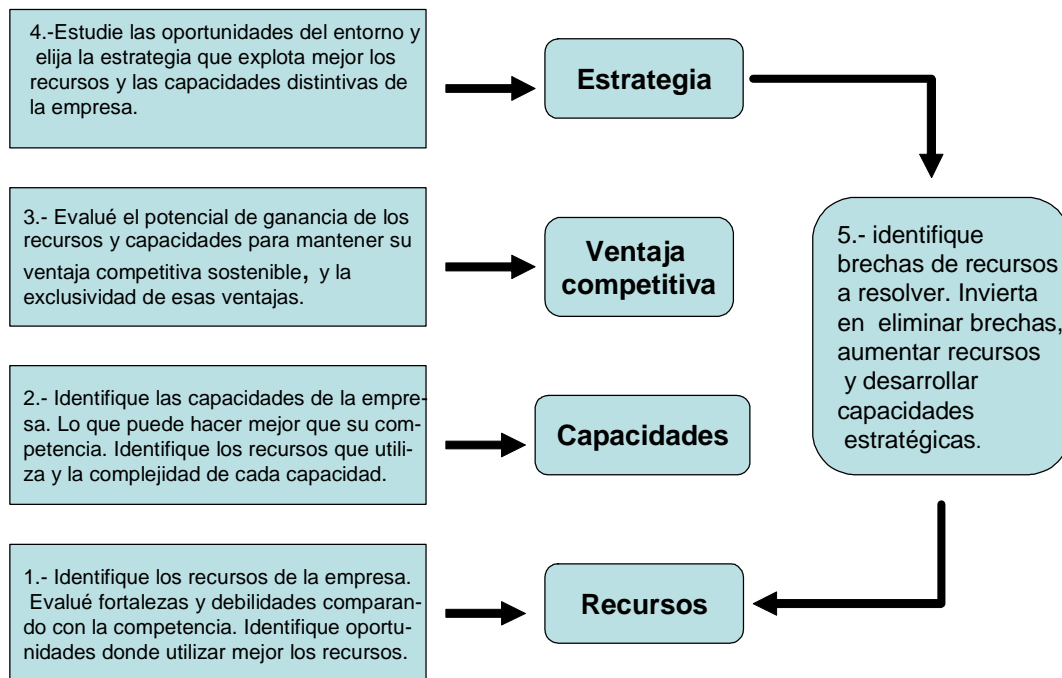 4.-Estudie las oportunidades del entorno y
elija la estrategia que explota mejor los
recursos y las capacidades distintivas de
la empresa.
Estrategia
3.- Evalué el potencial de ganancia de los
recursos y capacidades para mantener su
ventaja competitiva sostenible, y la
exclusividad de esas ventajas.
Ventaja
competitiva
5.- identifique
brechas de recursos
a resolver. Invierta
en eliminar brechas,
aumentar recursos
y desarrollar
capacidades
estratégicas.
2.- Identifique las capacidades de la empre-
sa. Lo que puede hacer mejor que su com-
petencia. Identifique los recursos que utili-
za y la complejidad de cada capacidad.
Capacidades
1.- Identifique los recursos de la empresa.
Evalué fortalezas y debilidades comparan-
do con la competencia. Identifique oportu-
nidades donde utilizar mejor los recursos.
Recursos